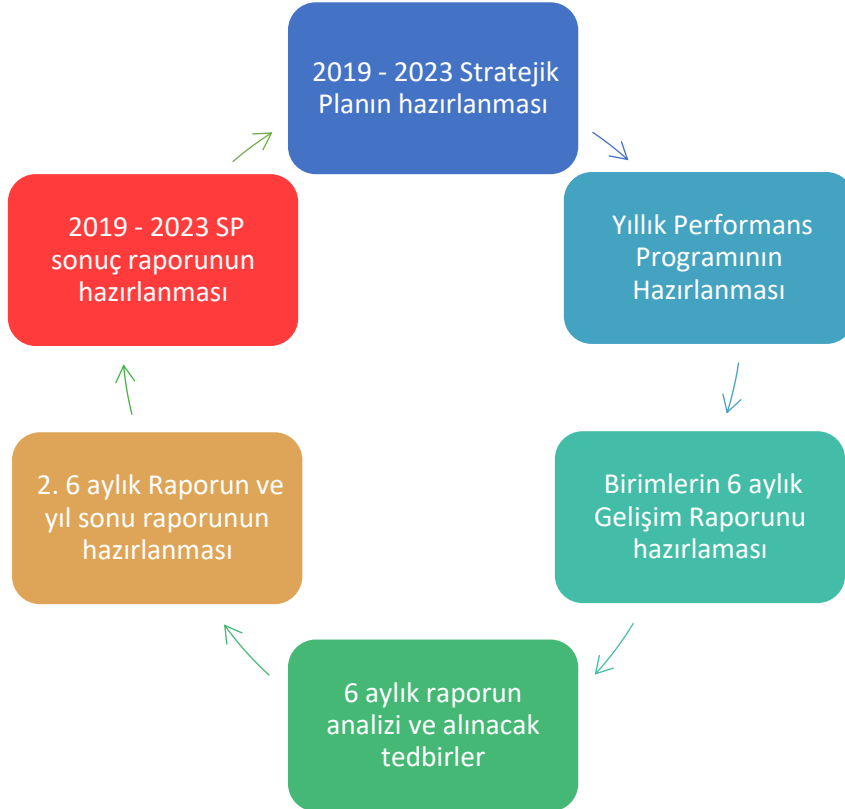 2019 - 2023 Stratejik
Planın hazırlanması
Yıllık Performans
Programının
Hazırlanması
Birimlerin 6 aylık
Gelişim Raporunu
hazırlaması
6 aylık raporun
analizi ve alınacak
tedbirler
2. 6 aylık Raporun ve
yıl sonu raporunun
hazırlanması
2019 - 2023 SP
sonuç raporunun
hazırlanması